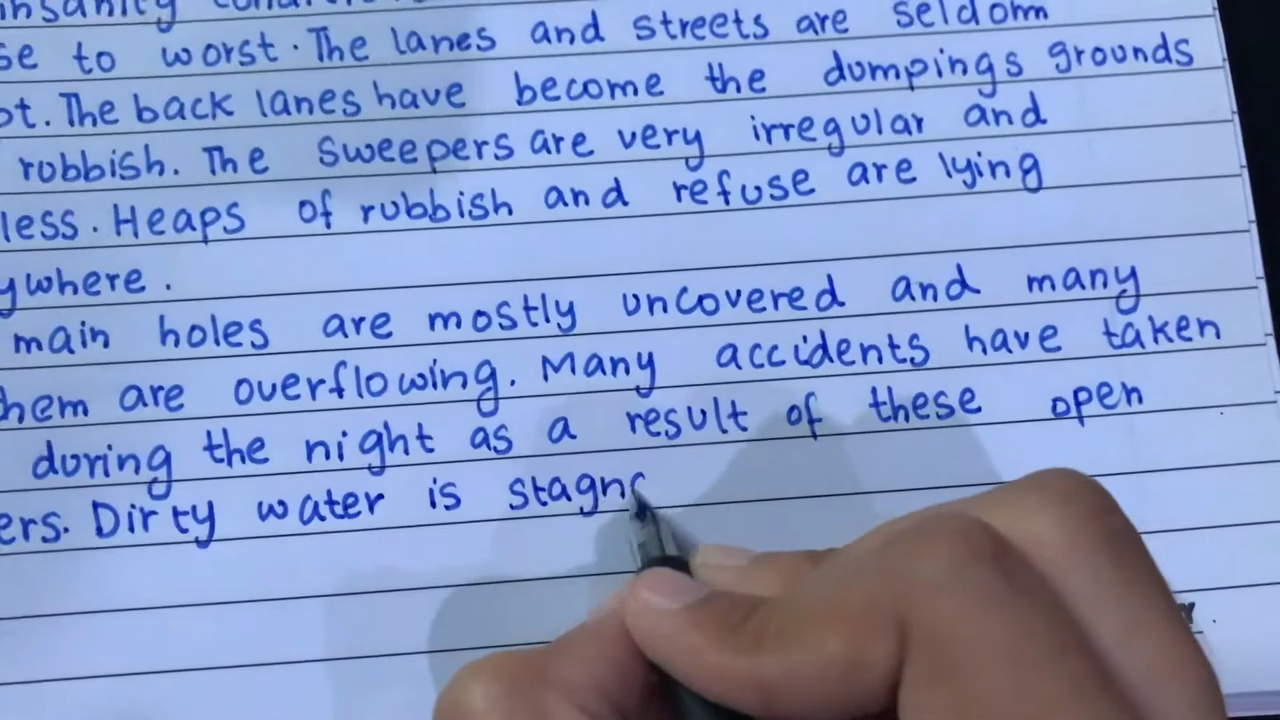 insanity
se to worst. The lanes and streets are seldom
pt. The back lanes have become the dumpings grounds
robbish. The sweepers are very irregular and
less. Heaps of rubbish and refuse are lying
ywhere.
main holes are mostly uncovered and many
hem are overflowing. Many accidents have taken
during the night as a result of these open
ers. Dirty water is stagn